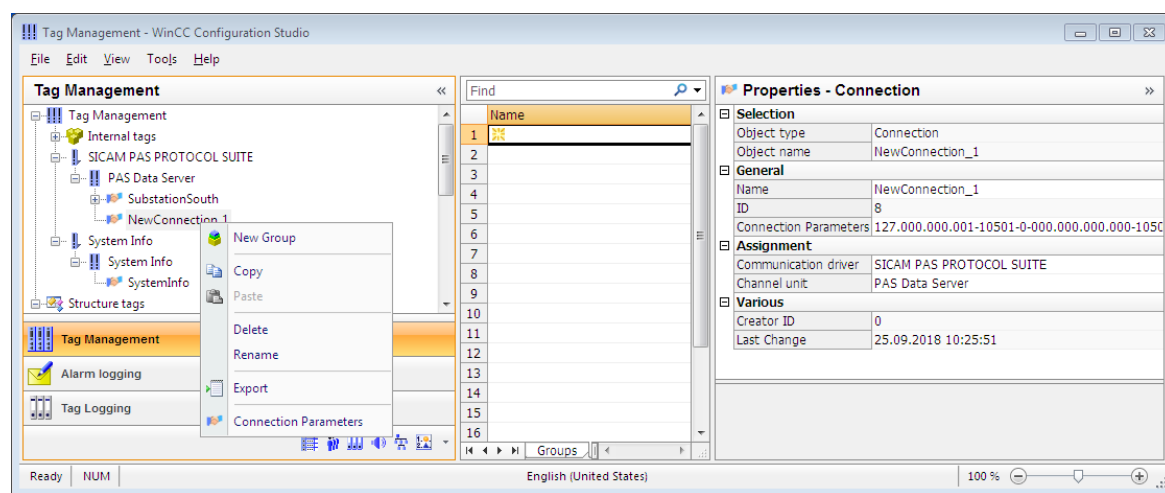 Tag Management - WinCC Configuration Studio
File Edit View Tools Help
Tag Management «
Tag Management
Internal tags
SICAM PAS PROTOCOL SUITE
PAS Data Server
SubstationSouth
NewConnection_1
System Info
System Info
SystemInfo
Structure tags
New Group
Copy
Paste
Delete
Rename
Export
Connection Parameters
Tag Management
Alarm logging
Tag Logging
Find
Name
1
2
3
4
5
6
7
8
9
10
11
12
13
14
15
16
Groups
Properties - Connection »
Selection
Object type Connection
Object name NewConnection_1
General
Name NewConnection_1
ID 8
Connection Parameters 127.000.000.001-10501-0-000.000.000.000-1050
Assignment
Communication driver SICAM PAS PROTOCOL SUITE
Channel unit PAS Data Server
Various
Creator ID 0
Last Change 25.09.2018 10:25:51
Ready NUM English (United States) 100 %